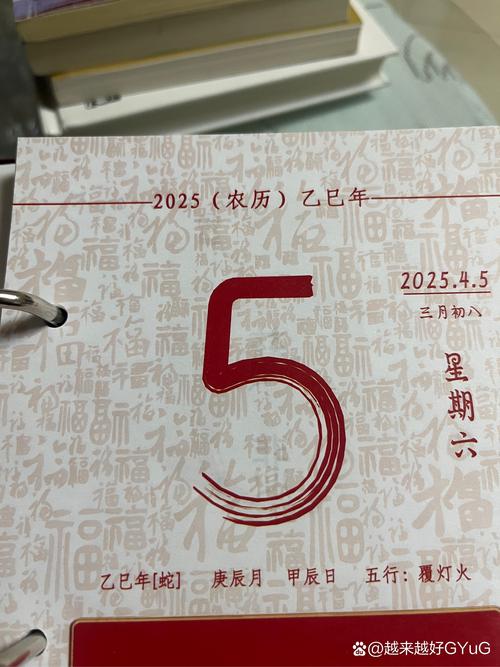 2025（农历）乙巳年
2025.4.5
三月初八
5
星期六
乙巳年[蛇] 庚辰月 甲辰日 五行：覆灯火
@越来越好GYuG